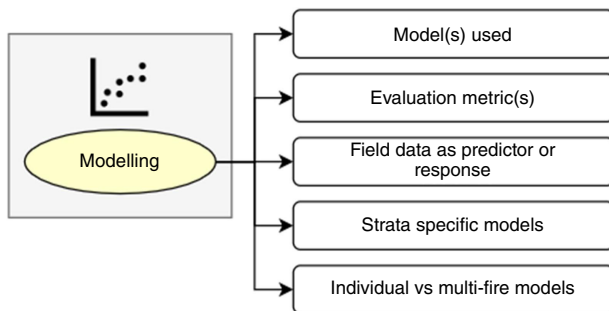 Modelling
Model(s) used
Evaluation metric(s)
Field data as predictor or
response
Strata specific models
Individual vs multi-fire models